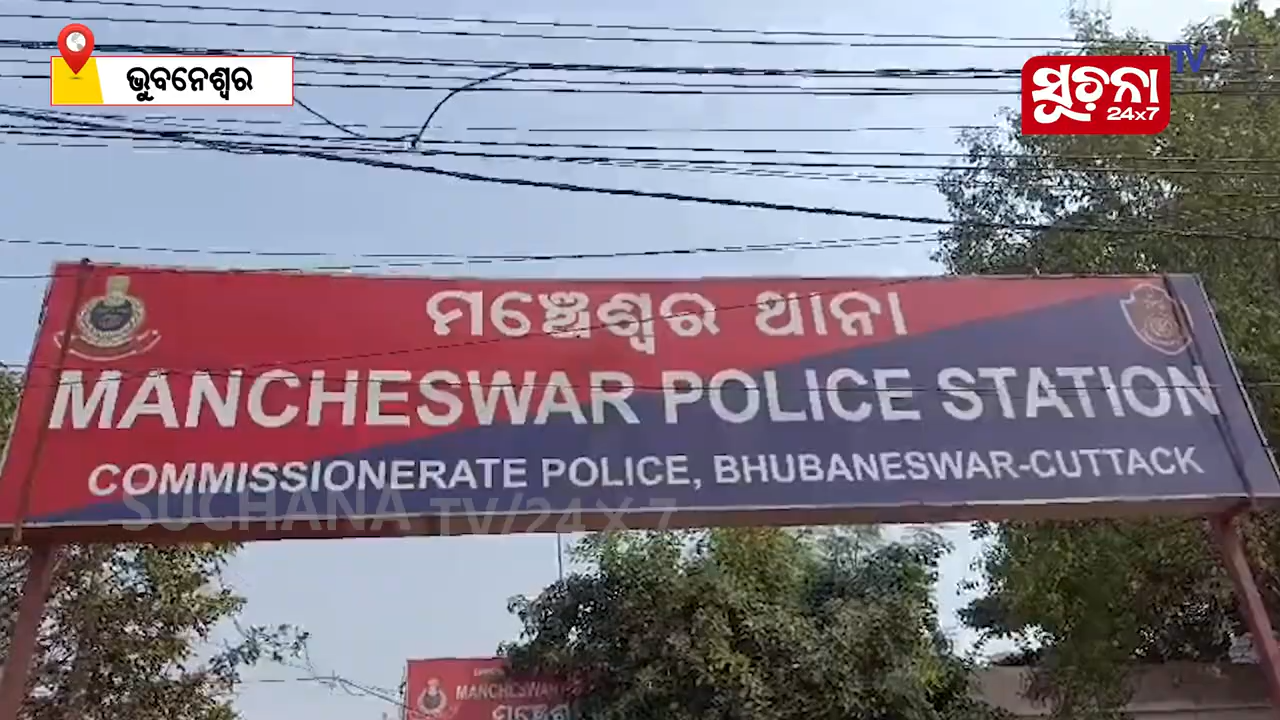 ଭୁବନେଶ୍ୱର
ସୁଚନା TV
24x7
ମଞ୍ଚେଶ୍ୱର ଥାନା
MANCHESWAR POLICE STATION
COMMISSIONERATE POLICE, BHUBANESWAR-CUTTACK
SUCHANA TV/24X7
MANCHESWAR